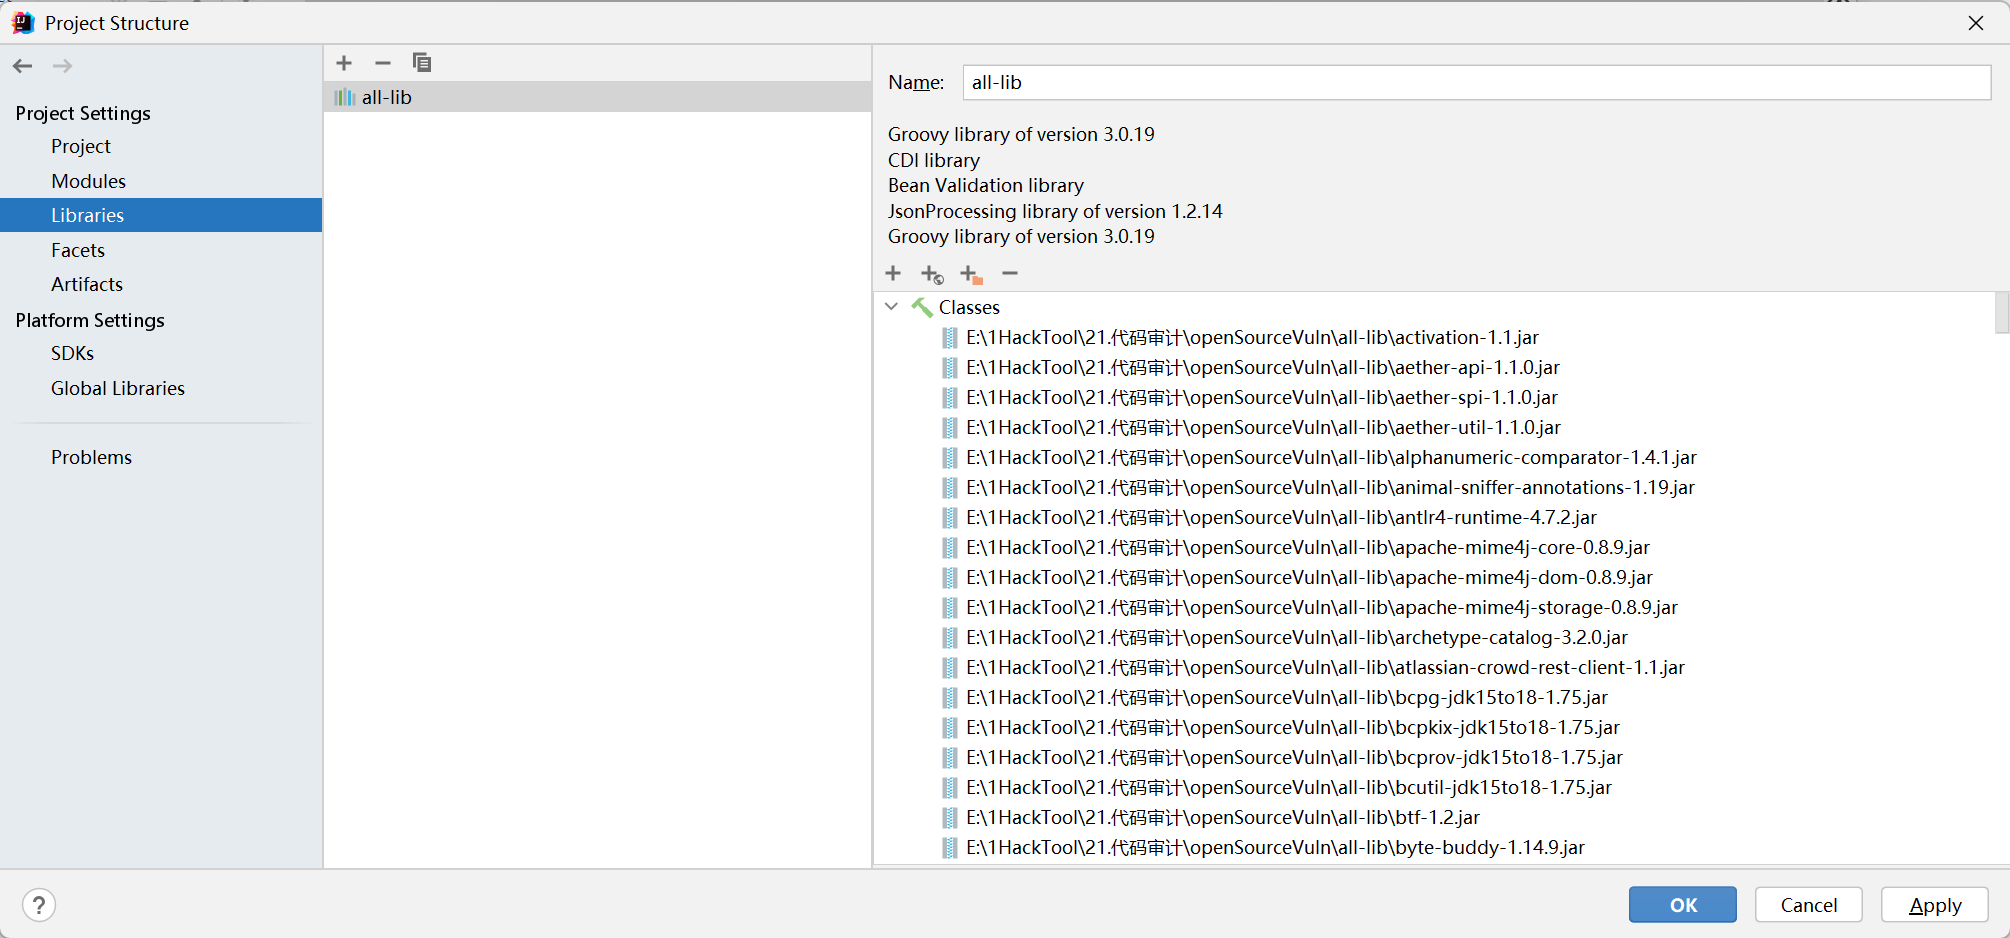 Project Structure
Project Settings
Project
Modules
Libraries
Facets
Artifacts
Platform Settings
SDKs
Global Libraries
Problems
all-lib
Name: all-lib
Groovy library of version 3.0.19
CDI library
Bean Validation library
JsonProcessing library of version 1.2.14
Groovy library of version 3.0.19
Classes
E:\1HackTool\21.代码审计\openSourceVuln\all-lib\activation-1.1.jar
E:\1HackTool\21.代码审计\openSourceVuln\all-lib\aether-api-1.1.0.jar
E:\1HackTool\21.代码审计\openSourceVuln\all-lib\aether-spi-1.1.0.jar
E:\1HackTool\21.代码审计\openSourceVuln\all-lib\aether-util-1.1.0.jar
E:\1HackTool\21.代码审计\openSourceVuln\all-lib\alphanumeric-comparator-1.4.1.jar
E:\1HackTool\21.代码审计\openSourceVuln\all-lib\animal-sniffer-annotations-1.19.jar
E:\1HackTool\21.代码审计\openSourceVuln\all-lib\antlr4-runtime-4.7.2.jar
E:\1HackTool\21.代码审计\openSourceVuln\all-lib\apache-mime4j-core-0.8.9.jar
E:\1HackTool\21.代码审计\openSourceVuln\all-lib\apache-mime4j-dom-0.8.9.jar
E:\1HackTool\21.代码审计\openSourceVuln\all-lib\apache-mime4j-storage-0.8.9.jar
E:\1HackTool\21.代码审计\openSourceVuln\all-lib\archetype-catalog-3.2.0.jar
E:\1HackTool\21.代码审计\openSourceVuln\all-lib\atlassian-crowd-rest-client-1.1.jar
E:\1HackTool\21.代码审计\openSourceVuln\all-lib\bcpg-jdk15to18-1.75.jar
E:\1HackTool\21.代码审计\openSourceVuln\all-lib\bcpkix-jdk15to18-1.75.jar
E:\1HackTool\21.代码审计\openSourceVuln\all-lib\bcprov-jdk15to18-1.75.jar
E:\1HackTool\21.代码审计\openSourceVuln\all-lib\bcutil-jdk15to18-1.75.jar
E:\1HackTool\21.代码审计\openSourceVuln\all-lib\btf-1.2.jar
E:\1HackTool\21.代码审计\openSourceVuln\all-lib\byte-buddy-1.14.9.jar
?
OK
Cancel
Apply